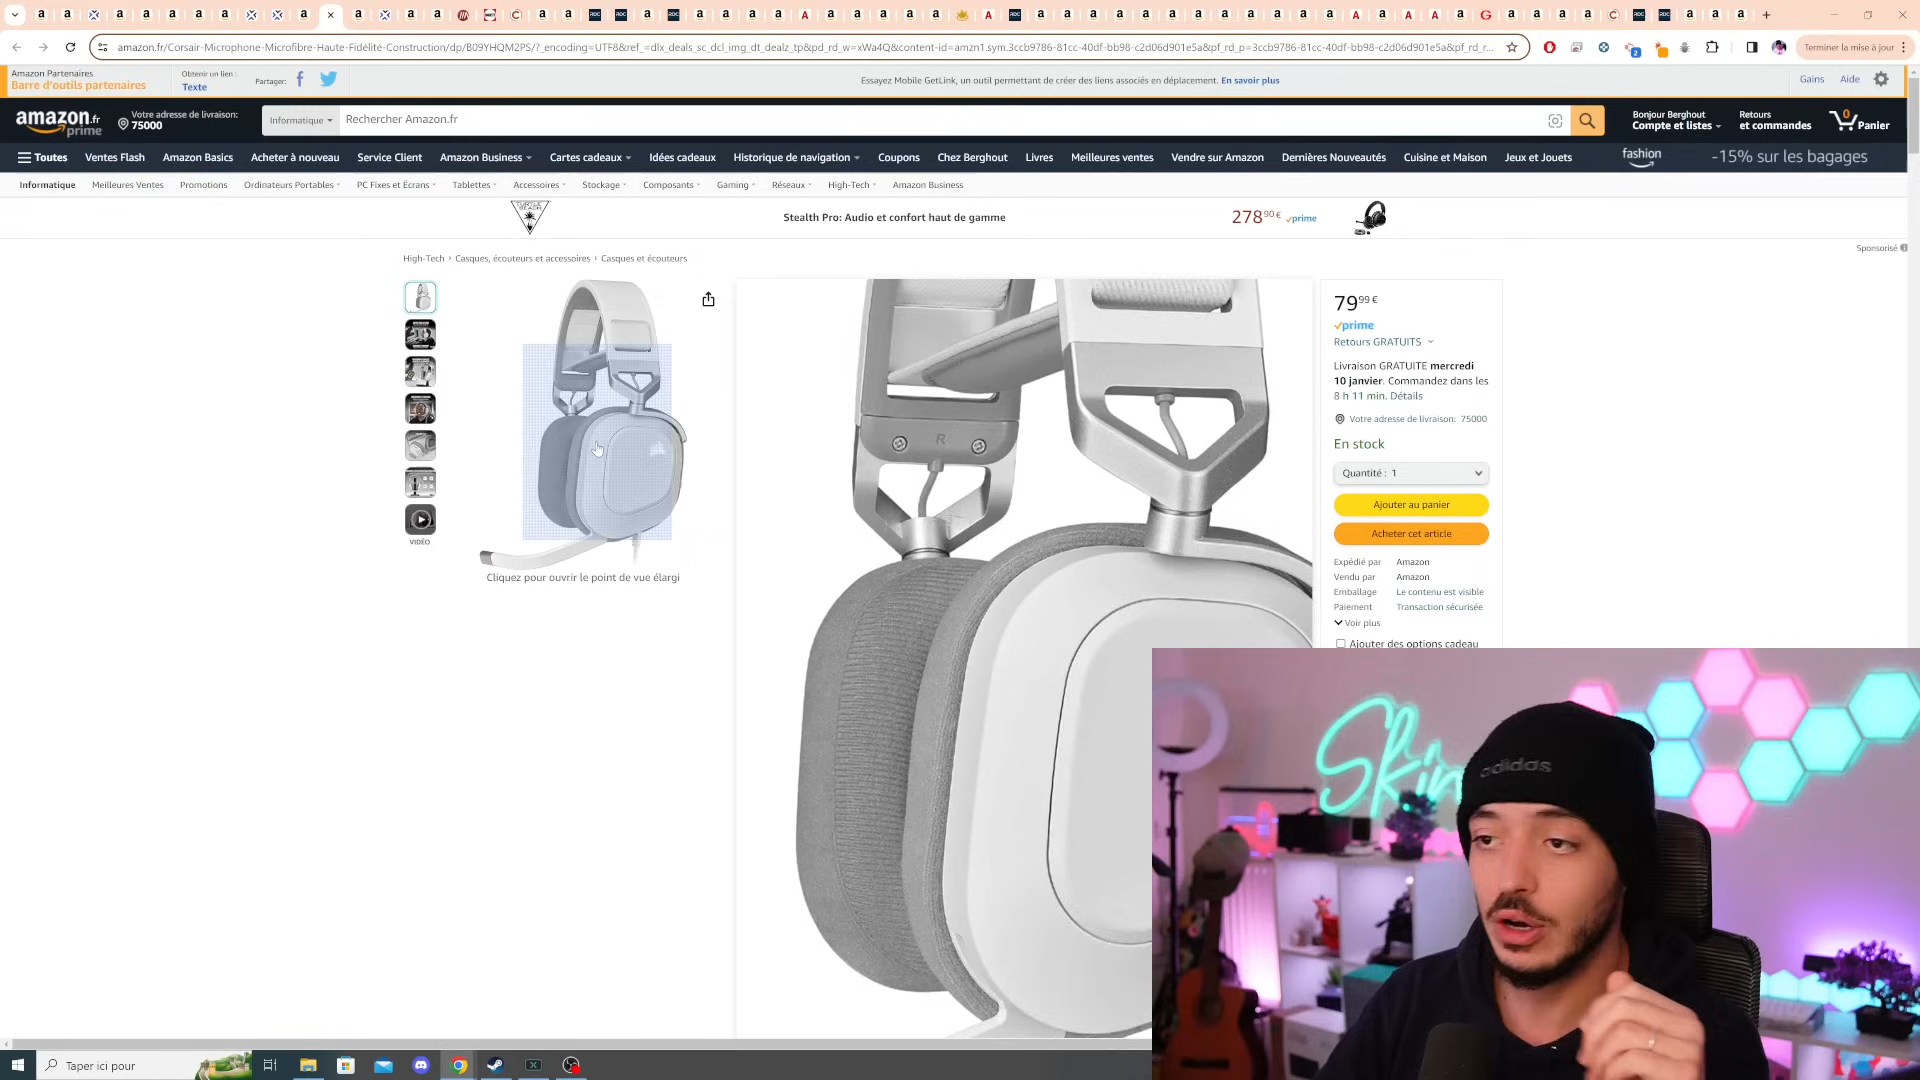 amazon.fr/Corsair-Microphone-Microfibre-Haute-Fidélité-Construction/dp/B09YHQM2PS/?_encoding=UTF8&ref_=dlx_deals_sc_dcl_img_dt_dealz_tp&pd_rd_w=xWa4Q&content-id=amzn1.sym.3ccb9786-81cc-40df-bb98-c2d06d901e5a&pf_rd_p=3ccb9786-81cc-40df-bb98-c2d06d901e5a&pf_rd_r...
Terminer la mise à jour
Amazon Partenaires
Barre d'outils partenaires
Obtenir un lien :
Texte
Partager:
Essayez Mobile GetLink, un outil permettant de créer des liens associés en déplacement. En savoir plus
Gains
Aide
amazon.fr
prime
Votre adresse de livraison:
75000
Informatique
Rechercher Amazon.fr
Bonjour Berghout
Compte et listes
Retours
et commandes
0
Panier
Toutes
Ventes Flash
Amazon Basics
Acheter à nouveau
Service Client
Amazon Business
Cartes cadeaux
Idées cadeaux
Historique de navigation
Coupons
Chez Berghout
Livres
Meilleures ventes
Vendre sur Amazon
Dernières Nouveautés
Cuisine et Maison
Jeux et Jouets
fashion
-15% sur les bagages
Informatique
Meilleures Ventes
Promotions
Ordinateurs Portables
PC Fixes et Écrans
Tablettes
Accessoires
Stockage
Composants
Gaming
Réseaux
High-Tech
Amazon Business
TURTLE BEACH
Stealth Pro: Audio et confort haut de gamme
278,90€
prime
Sponsorisé
High-Tech › Casques, écouteurs et accessoires › Casques et écouteurs
VIDÉO
Cliquez pour ouvrir le point de vue élargi
R
79,99€
prime
Retours GRATUITS
Livraison GRATUITE mercredi
10 janvier. Commandez dans les
8 h 11 min. Détails
Votre adresse de livraison: 75000
En stock
Quantité : 1
Ajouter au panier
Acheter cet article
Expédié par Amazon
Vendu par Amazon
Emballage Le contenu est visible
Paiement Transaction sécurisée
Voir plus
Ajouter des options cadeau
Skin
adidas
Taper ici pour